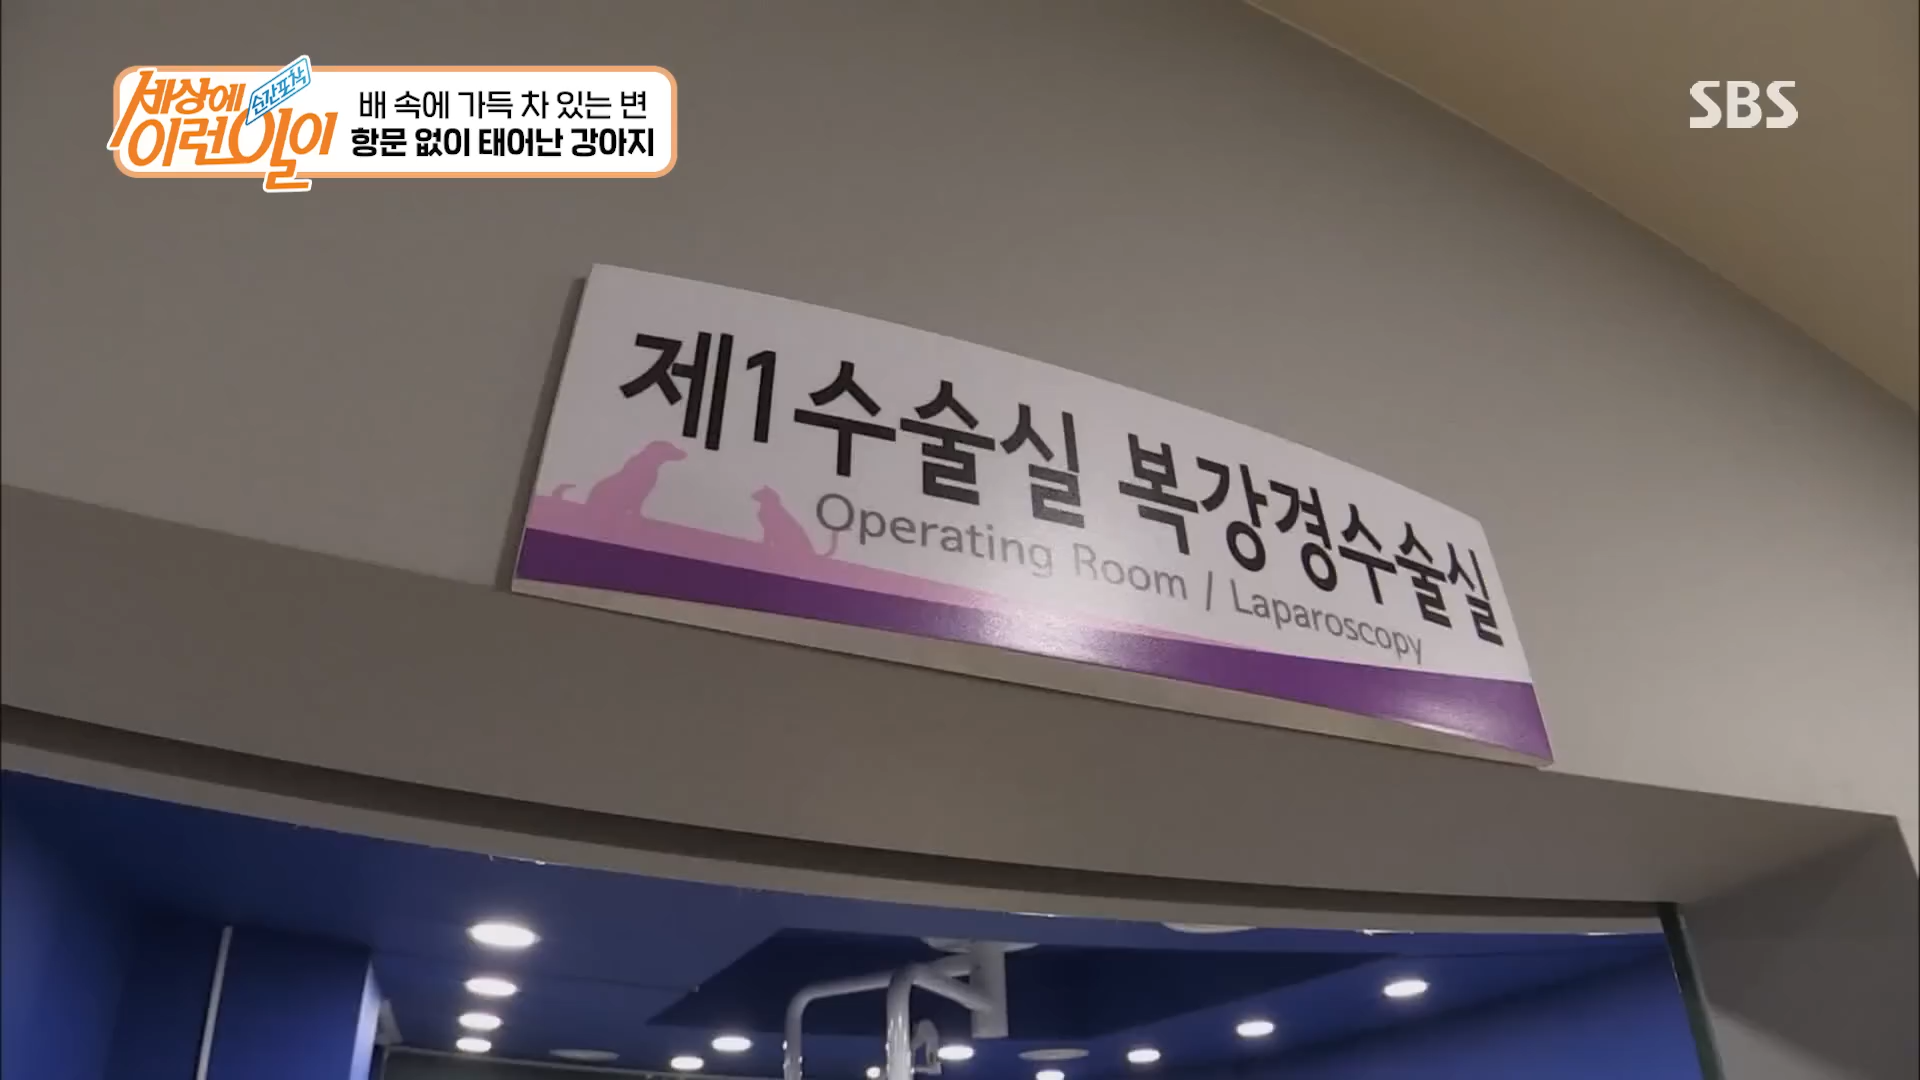 순간포착
세상에
이런일이
배 속에 가득 차 있는 변
항문 없이 태어난 강아지
SBS
제1수술실 복강경수술실
Operating Room / Laparoscopy